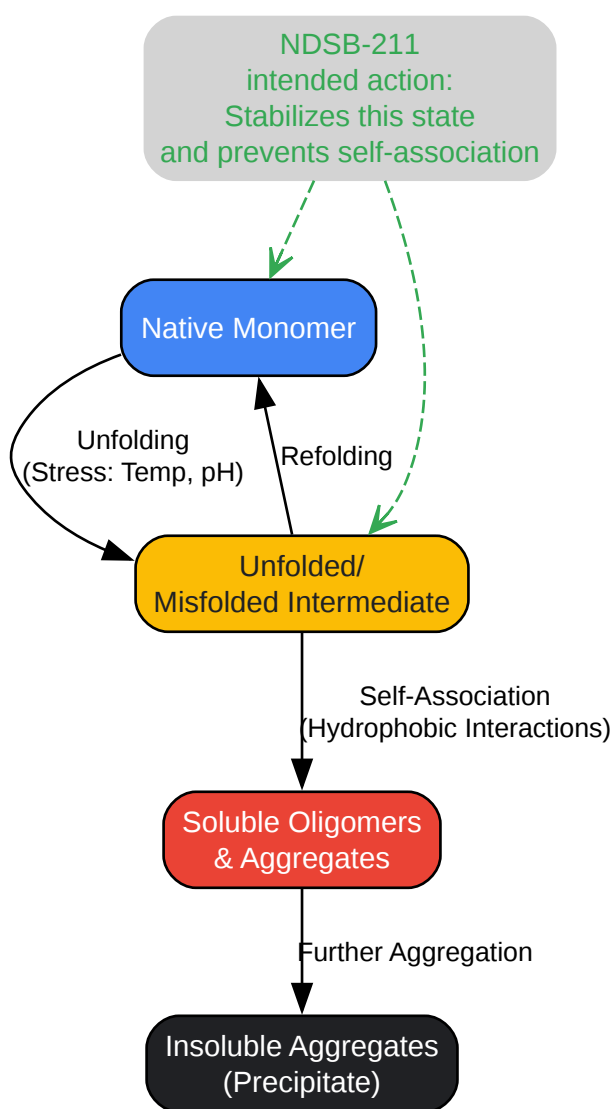 NDSB-211
intended action:
Stabilizes this state
and prevents self-association
Native Monomer
Unfolding
(Stress: Temp, pH)
Refolding
Unfolded/
Misfolded Intermediate
Self-Association
(Hydrophobic Interactions)
Soluble Oligomers
& Aggregates
Further Aggregation
Insoluble Aggregates
(Precipitate)